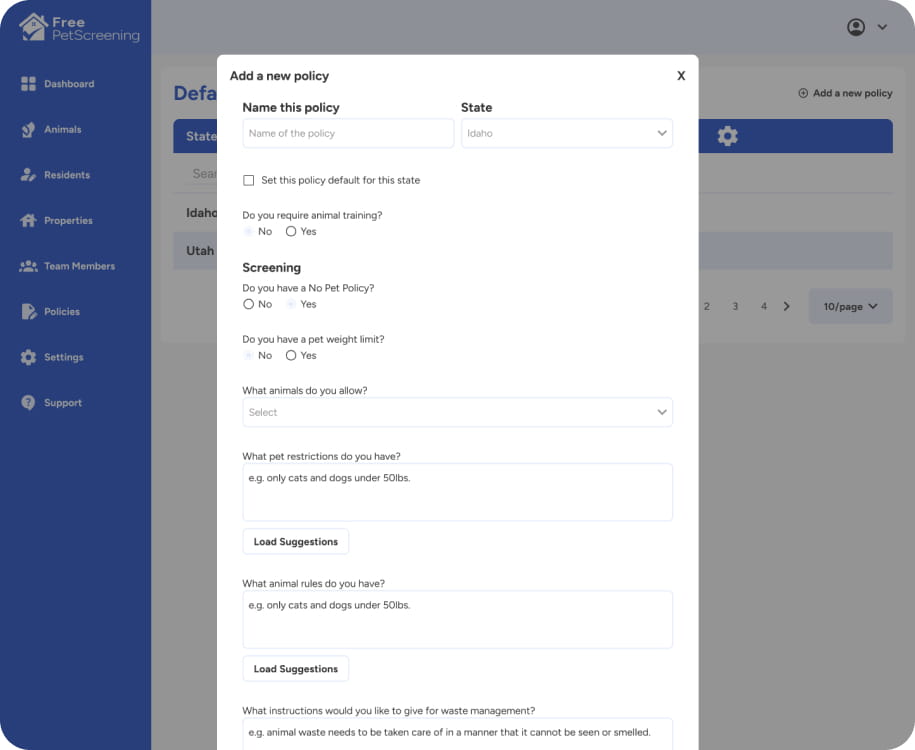 Free
PetScreening
Dashboard
Animals
Residents
Properties
Team Members
Policies
Settings
Support
Add a new policy
State
Idaho
Utah
2 3 4
10/page
Add a new policy
X
Name this policy
State
Name of the policy
Idaho
Set this policy default for this state
Do you require animal training?
No Yes
Screening
Do you have a No Pet Policy?
No Yes
Do you have a pet weight limit?
No Yes
What animals do you allow?
Select
What pet restrictions do you have?
e.g. only cats and dogs under 50lbs.
Load Suggestions
What animal rules do you have?
e.g. only cats and dogs under 50lbs.
Load Suggestions
What instructions would you like to give for waste management?
e.g. animal waste needs to be taken care of in a manner that it cannot be seen or smelled.